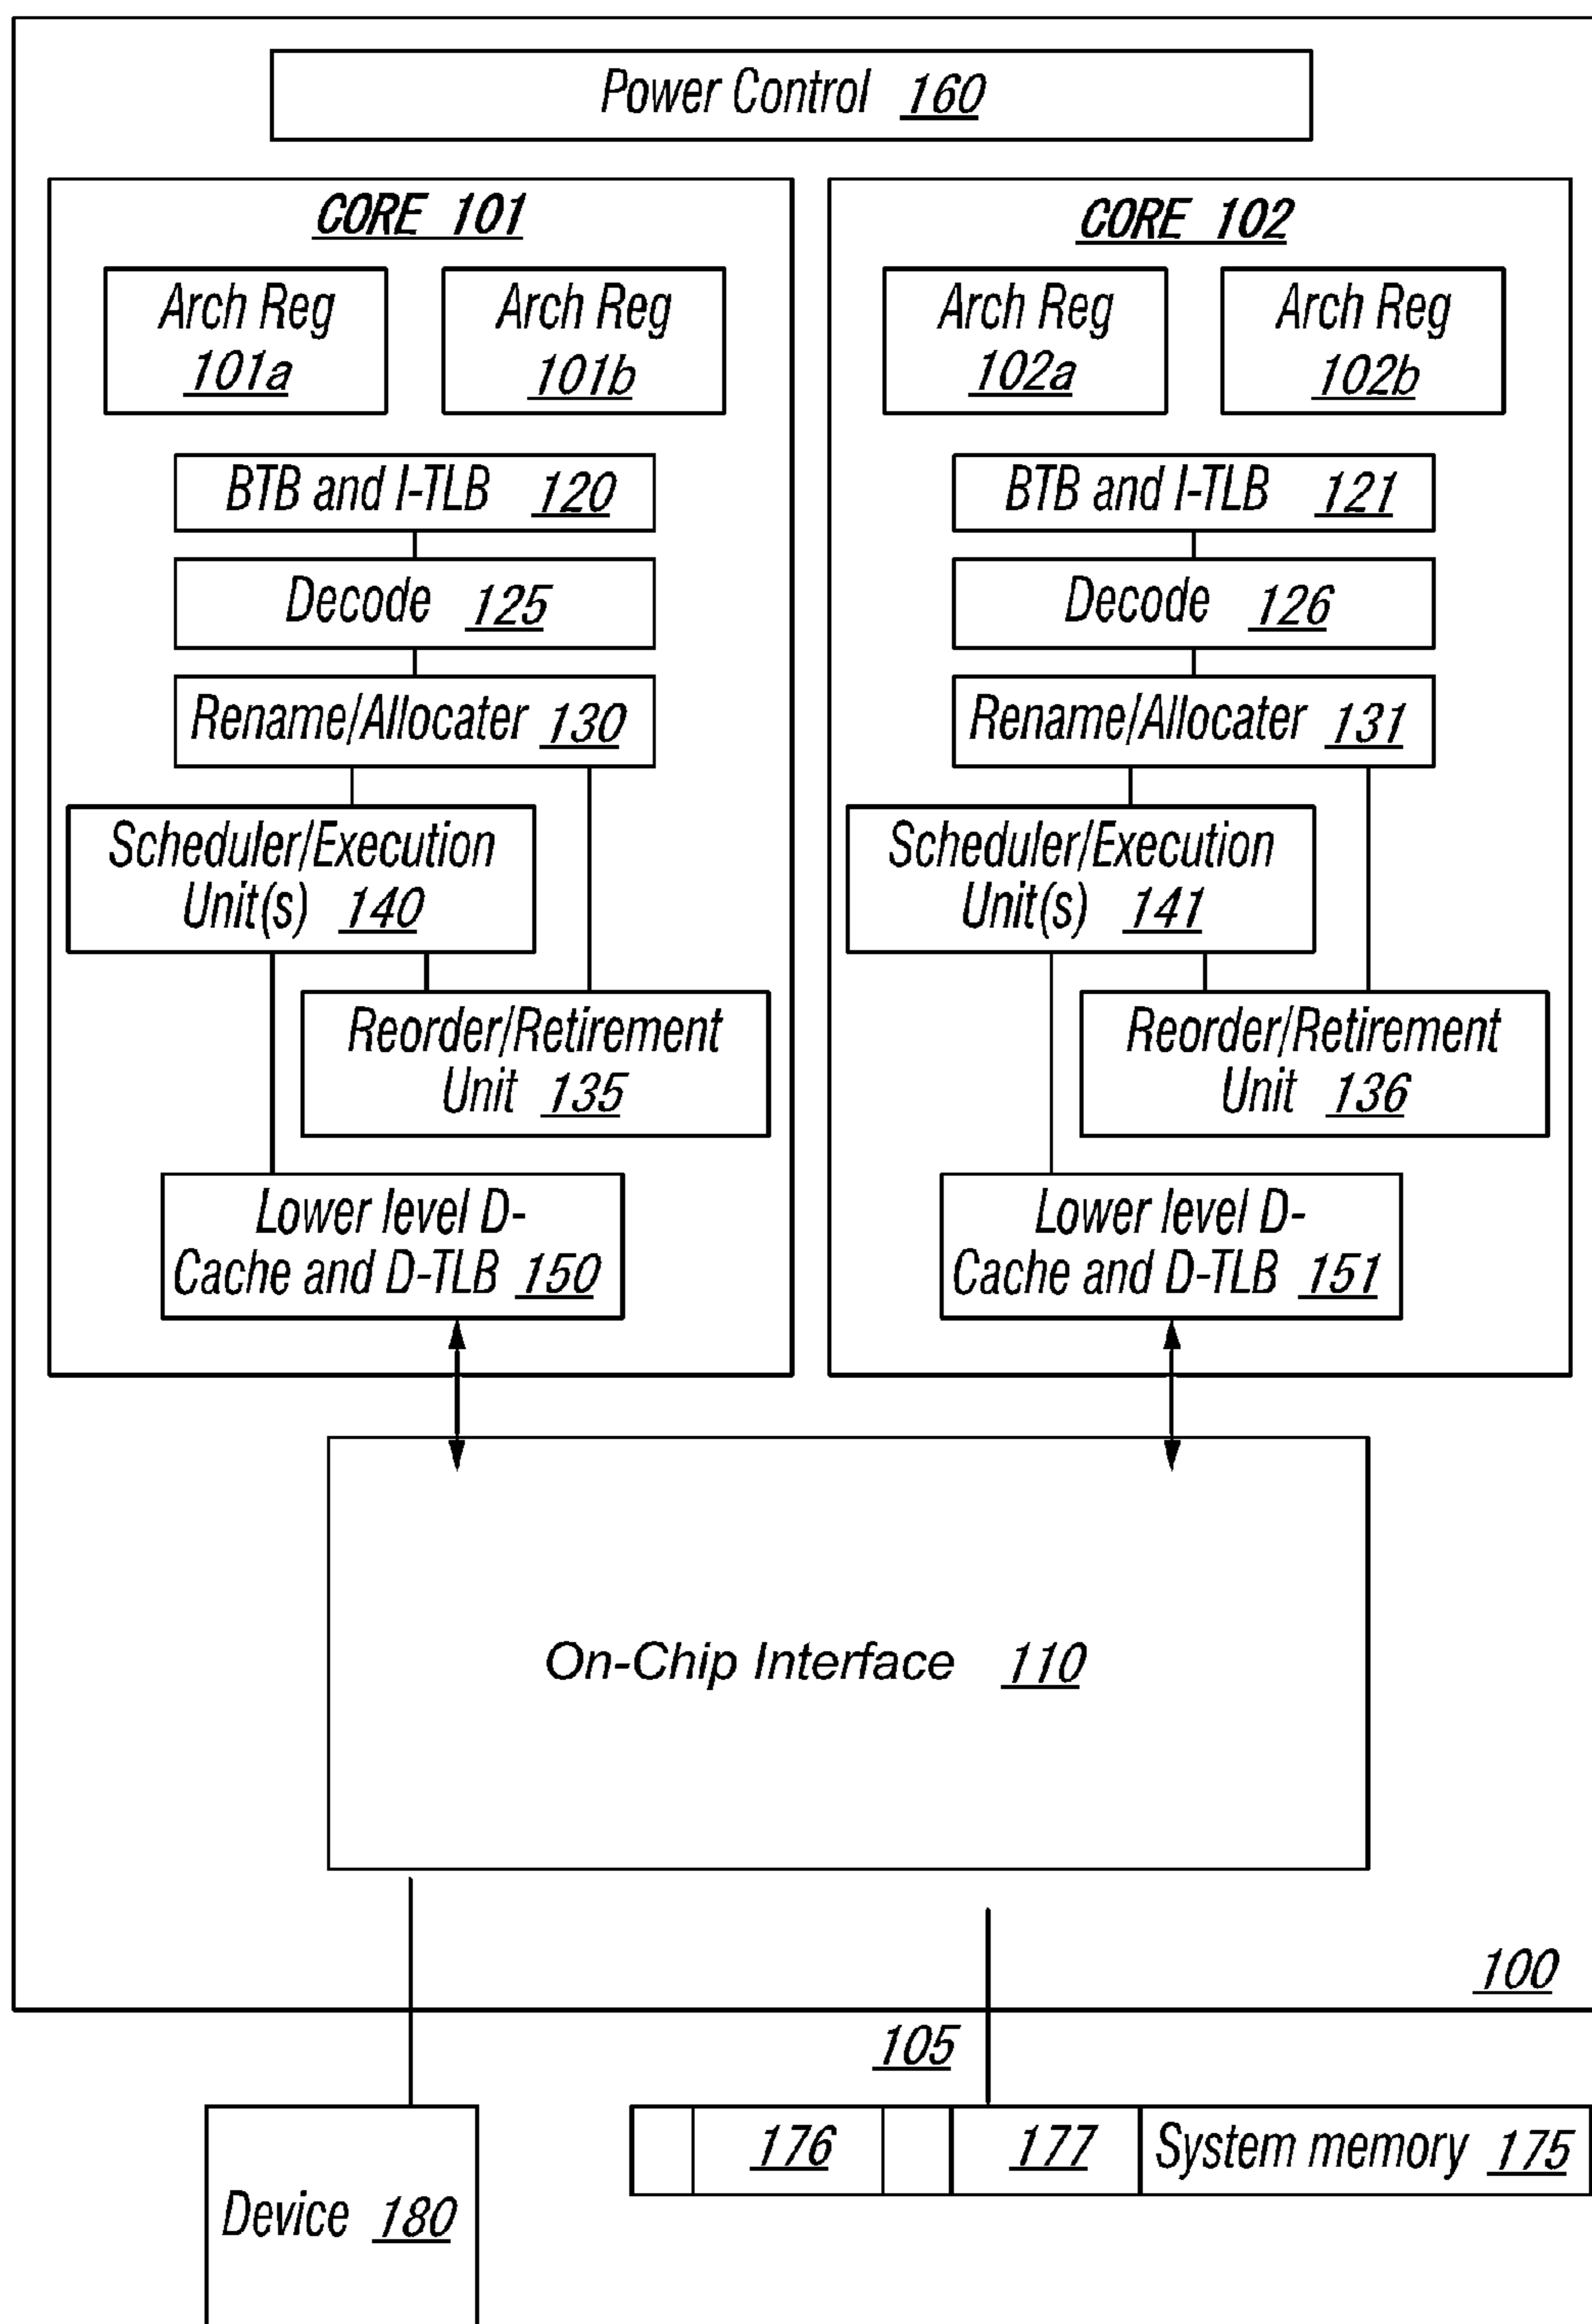 Power Control 160
CORE 101
Arch Reg
101a
Arch Reg
101b
BTB and I-TLB 120
Decode 125
Rename/Allocater 130
Scheduler/Execution
Unit(s) 140
Reorder/Retirement
Unit 135
Lower level D-
Cache and D-TLB 150
CORE 102
Arch Reg
102a
Arch Reg
102b
BTB and I-TLB 121
Decode 126
Rename/Allocater 131
Scheduler/Execution
Unit(s) 141
Reorder/Retirement
Unit 136
Lower level D-
Cache and D-TLB 151
On-Chip Interface 110
100
105
176
177
System memory 175
Device 180